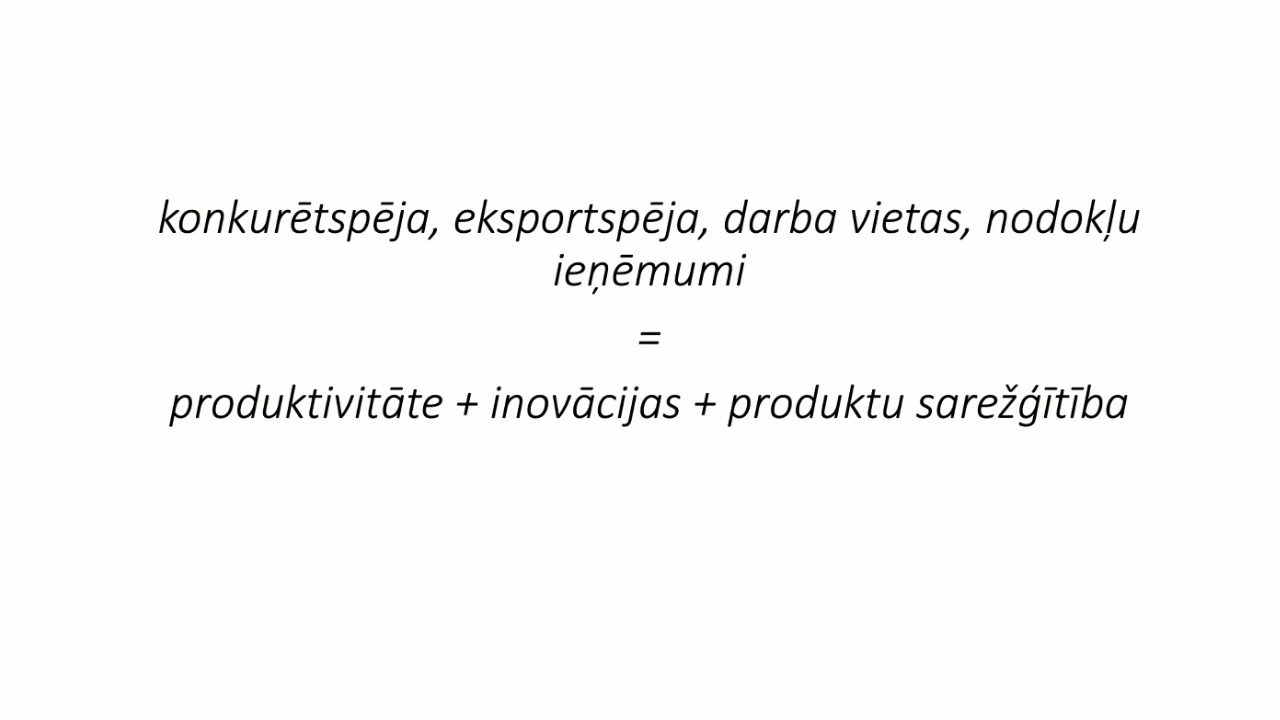 konkurētspēja, eksportspēja, darba vietas, nodokļu
ieņēmumi
=
produktivitāte + inovācijas + produktu sarežģītība